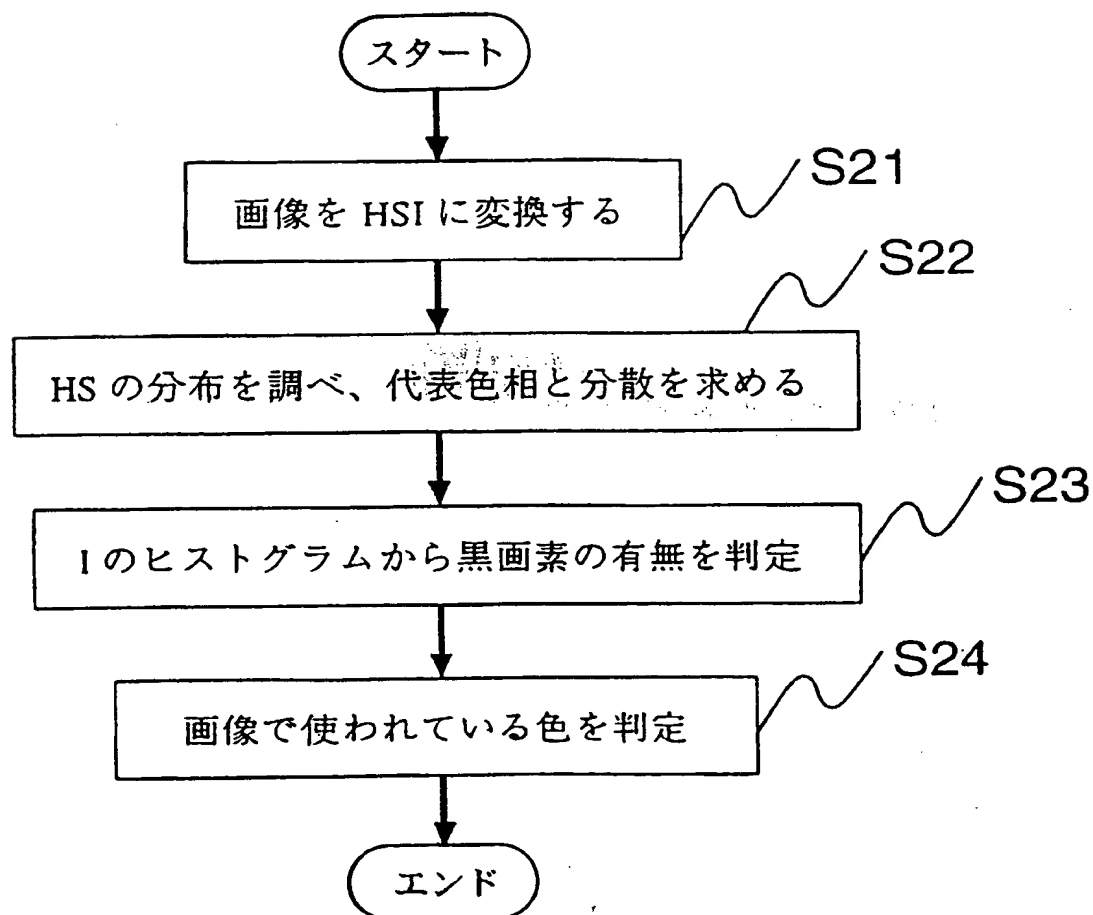 スタート
S21
画像を HSI に変換する
S22
HS の分布を調べ、代表色相と分散を求める
S23
I のヒストグラムから黒画素の有無を判定
S24
画像で使われている色を判定
エンド